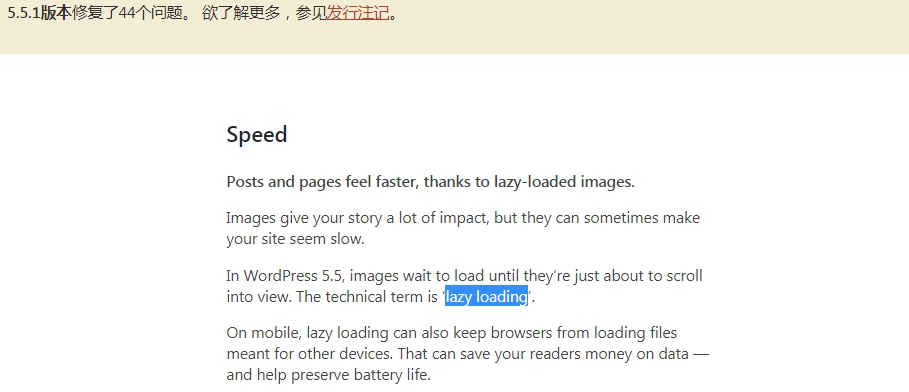 5.5.1版本修复了44个问题。 欲了解更多，参见发行注记。
Speed
Posts and pages feel faster, thanks to lazy-loaded images.
Images give your story a lot of impact, but they can sometimes make
your site seem slow.
In WordPress 5.5, images wait to load until they’re just about to scroll
into view. The technical term is ‘lazy loading’.
On mobile, lazy loading can also keep browsers from loading files
meant for other devices. That can save your readers money on data —
and help preserve battery life.